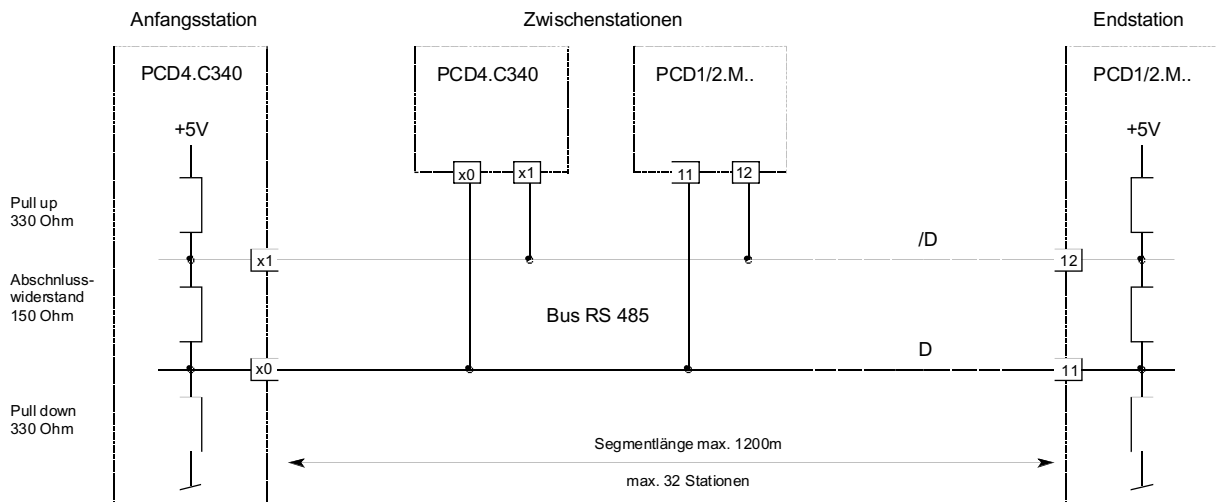 Anfangsstation
Zwischenstationen
Endstation
PCD4.C340
PCD4.C340
PCD1/2.M..
PCD1/2.M..
+5V
+5V
x0
x1
11
12
Pull up
330 Ohm
/D
x1
12
Abschnluss-
widerstand
150 Ohm
Bus RS 485
D
x0
11
Pull down
330 Ohm
Segmentlänge max. 1200m
max. 32 Stationen